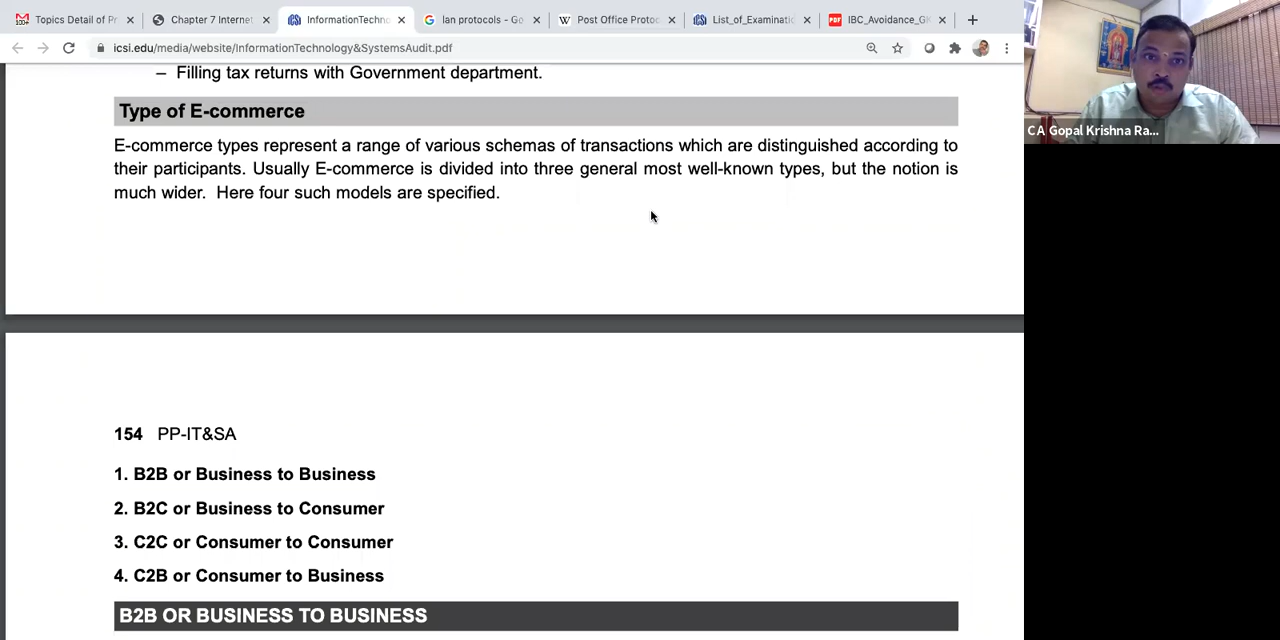 Topics Detail of Pr
Chapter 7 Internet
InformationTechno
lan protocols - Go
Post Office Protoc
List_of_Examinatio
IBC_Avoidance_GK
icsi.edu/media/website/InformationTechnology&SystemsAudit.pdf
– Filling tax returns with Government department.
Type of E-commerce
E-commerce types represent a range of various schemas of transactions which are distinguished according to
their participants. Usually E-commerce is divided into three general most well-known types, but the notion is
much wider. Here four such models are specified.
154 PP-IT&SA
1. B2B or Business to Business
2. B2C or Business to Consumer
3. C2C or Consumer to Consumer
4. C2B or Consumer to Business
B2B OR BUSINESS TO BUSINESS
CA Gopal Krishna Ra...